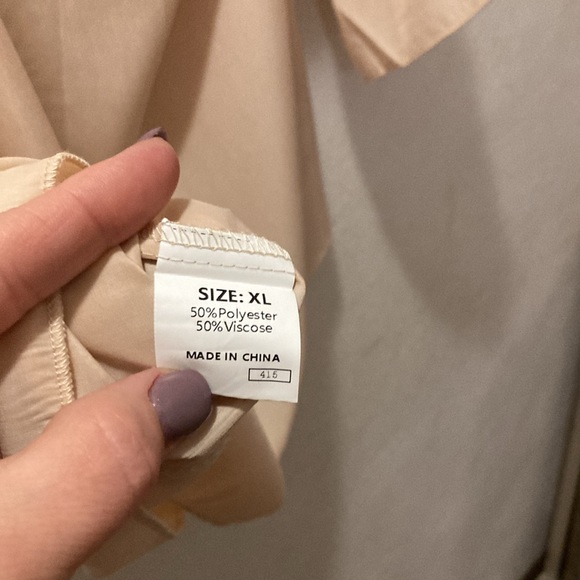 SIZE: XL
50%Polyester
50%Viscose
MADE IN CHINA
415